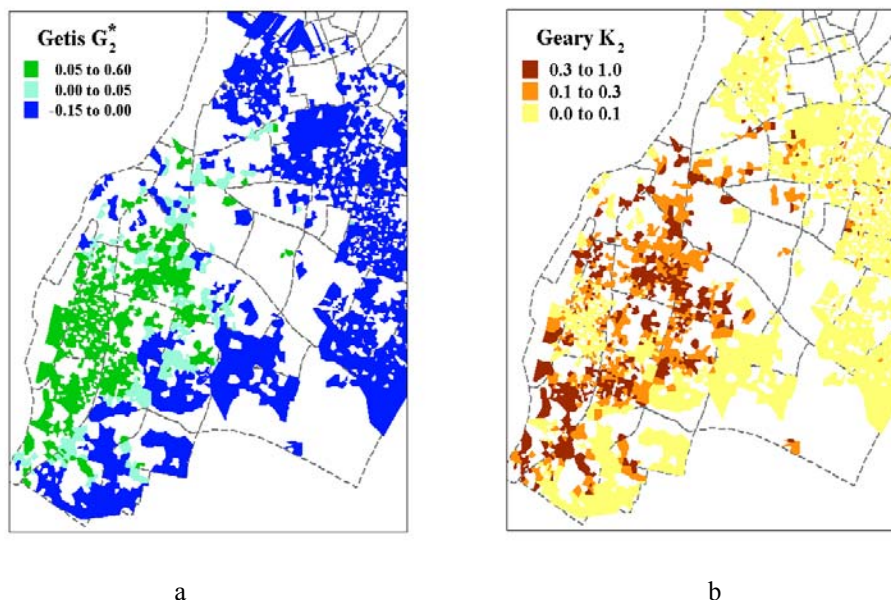 Getis G₂*
0.05 to 0.60
0.00 to 0.05
-0.15 to 0.00
Geary K₂
0.3 to 1.0
0.1 to 0.3
0.0 to 0.1
a
b